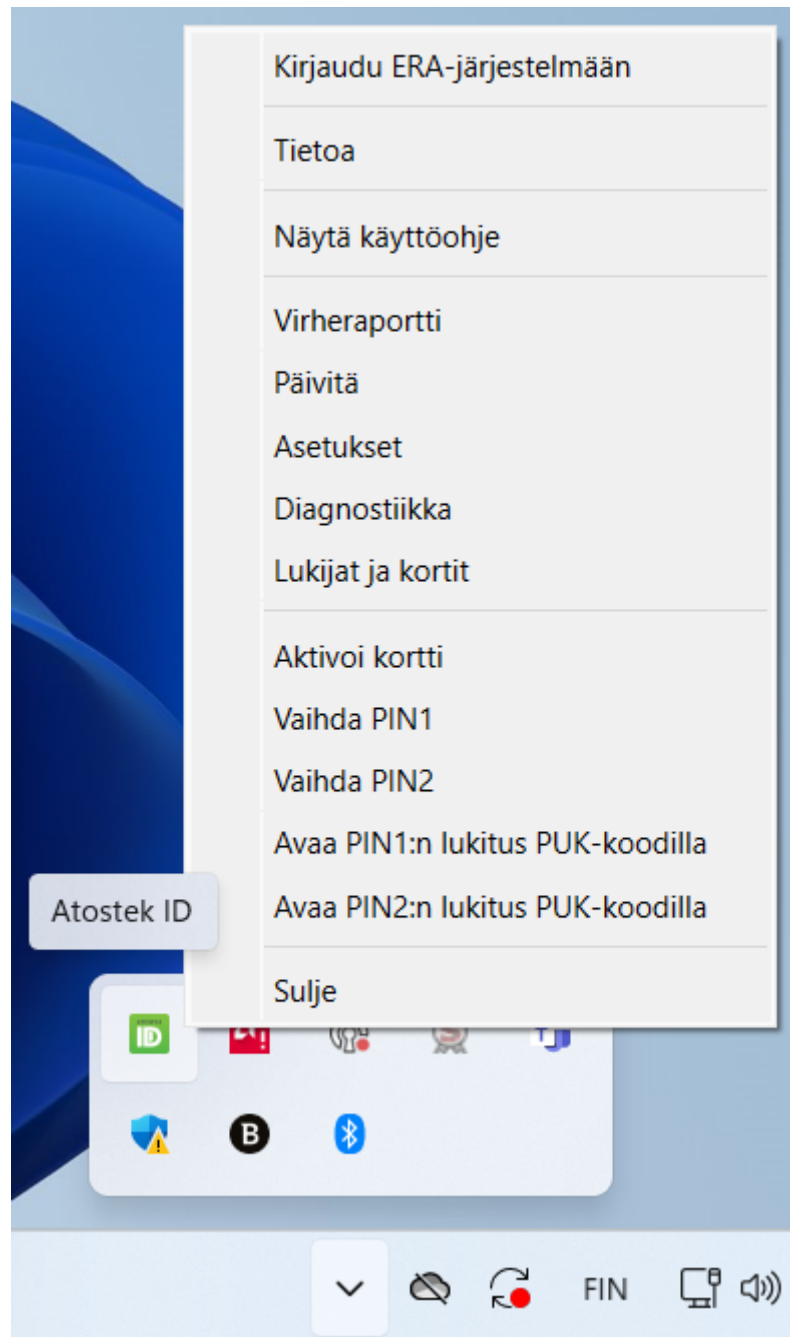 Kirjaudu ERA-järjestelmään
Tietoa
Näytä käyttöohje
Virheraportti
Päivitä
Asetukset
Diagnostiikka
Lukijat ja kortit
Aktivoi kortti
Vaihda PIN1
Vaihda PIN2
Avaa PIN1:n lukitus PUK-koodilla
Avaa PIN2:n lukitus PUK-koodilla
Sulje
Atostek ID
ID
B
FIN